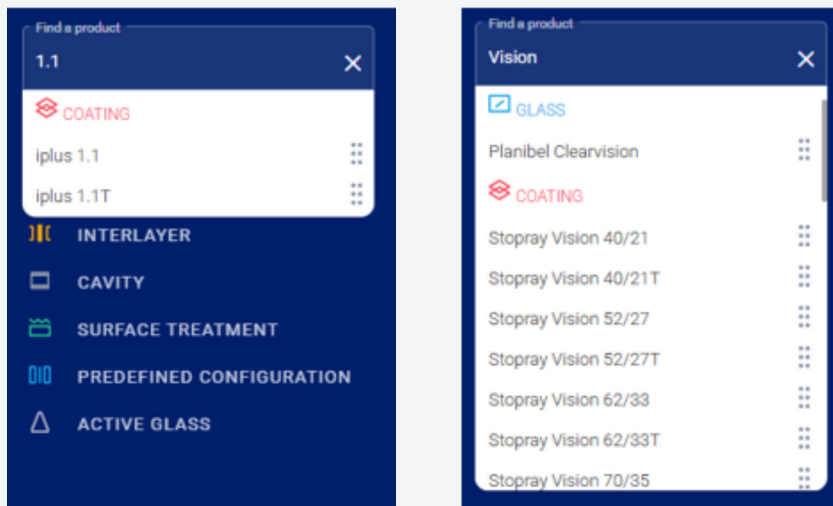 Find a product
1.1
COATING
iplus 1.1
iplus 1.1T
INTERLAYER
CAVITY
SURFACE TREATMENT
PREDEFINED CONFIGURATION
ACTIVE GLASS
Find a product
Vision
GLASS
Planibel Clearvision
COATING
Stopray Vision 40/21
Stopray Vision 40/21T
Stopray Vision 52/27
Stopray Vision 52/27T
Stopray Vision 62/33
Stopray Vision 62/33T
Stopray Vision 70/35